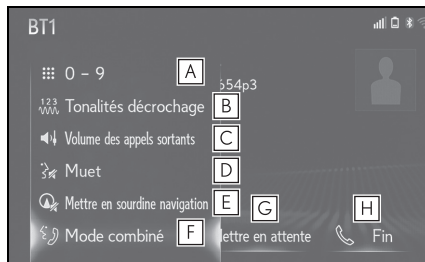 BT1
0 – 9 A
554p3
Tonalités décrochage B
Volume des appels sortants C
Muet D
Mettre en sourdine navigation E
G H
Mode combiné F ettre en attente Fin